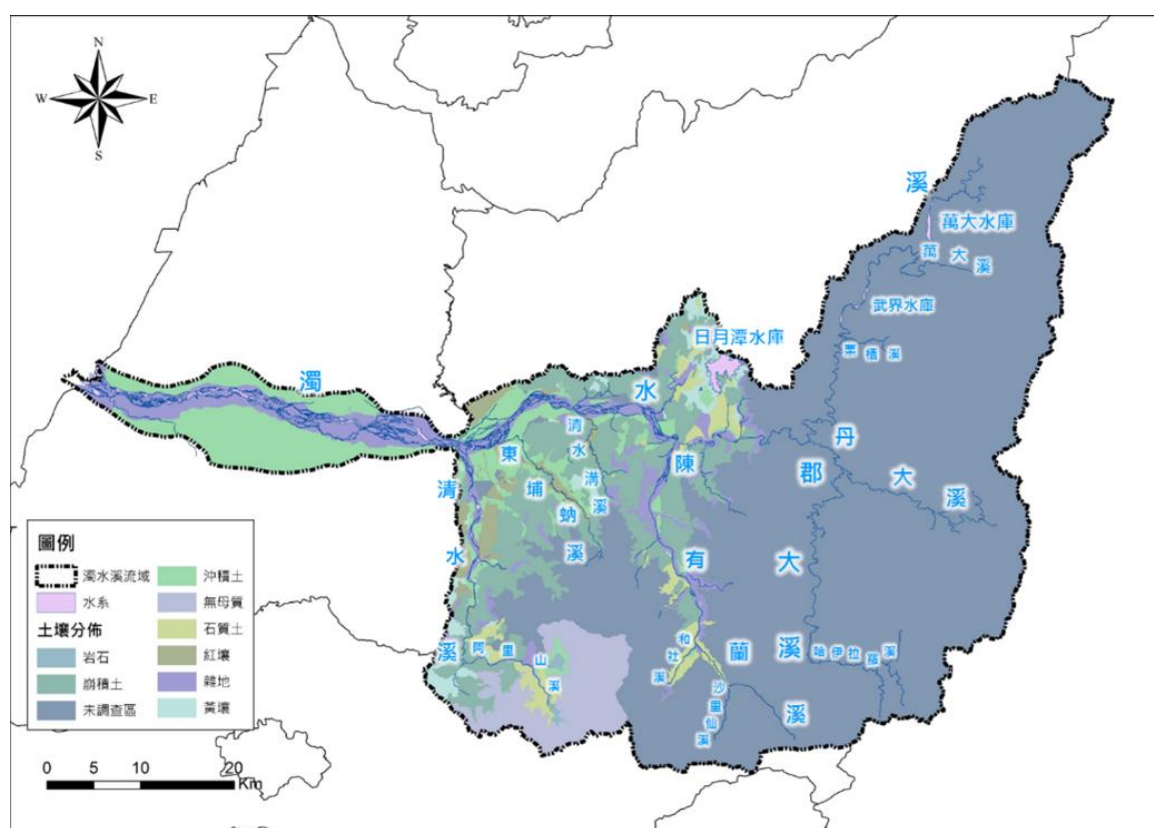 N
W E
S
溪
萬大水庫
萬大溪
武界水庫
栗栖溪
日月潭水庫
濁
水
清水溝溪
丹大溪
郡大溪
陳有蘭溪
東埔蚋溪
清水溪
阿里山溪
和社溪
沙里仙溪
哈伊拉羅溪
圖例
濁水溪流域
水系
土壤分佈
岩石
崩積土
未調查區
沖積土
無母質
石質土
紅壤
雜地
黃壤
0 5 10 20
Km